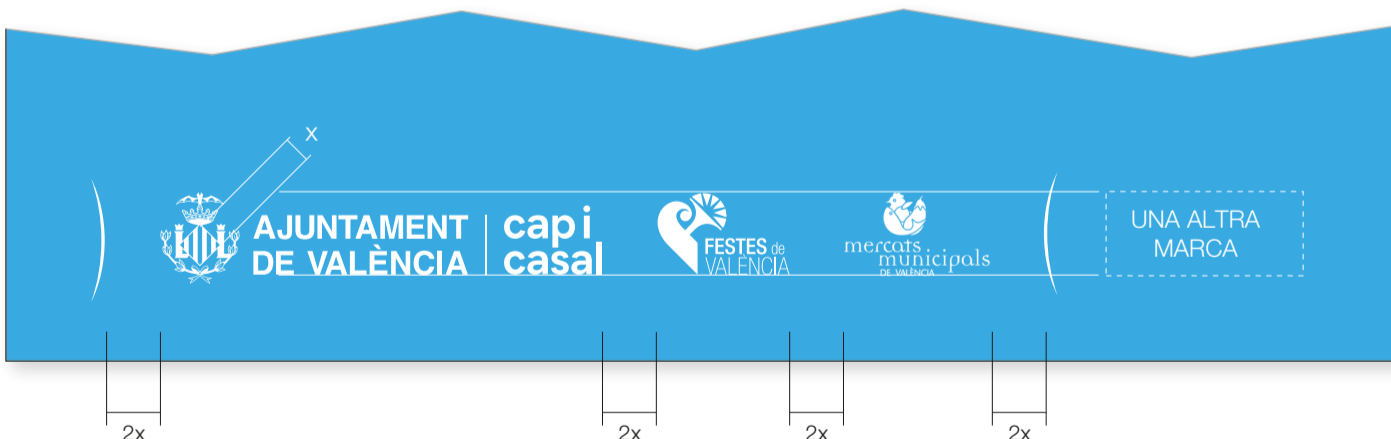 x
AJUNTAMENT
DE VALÈNCIA
cap i
casal
FESTES de
VALÈNCIA
mercats
municipals
DE VALÈNCIA
UNA ALTRA
MARCA
2x
2x
2x
2x